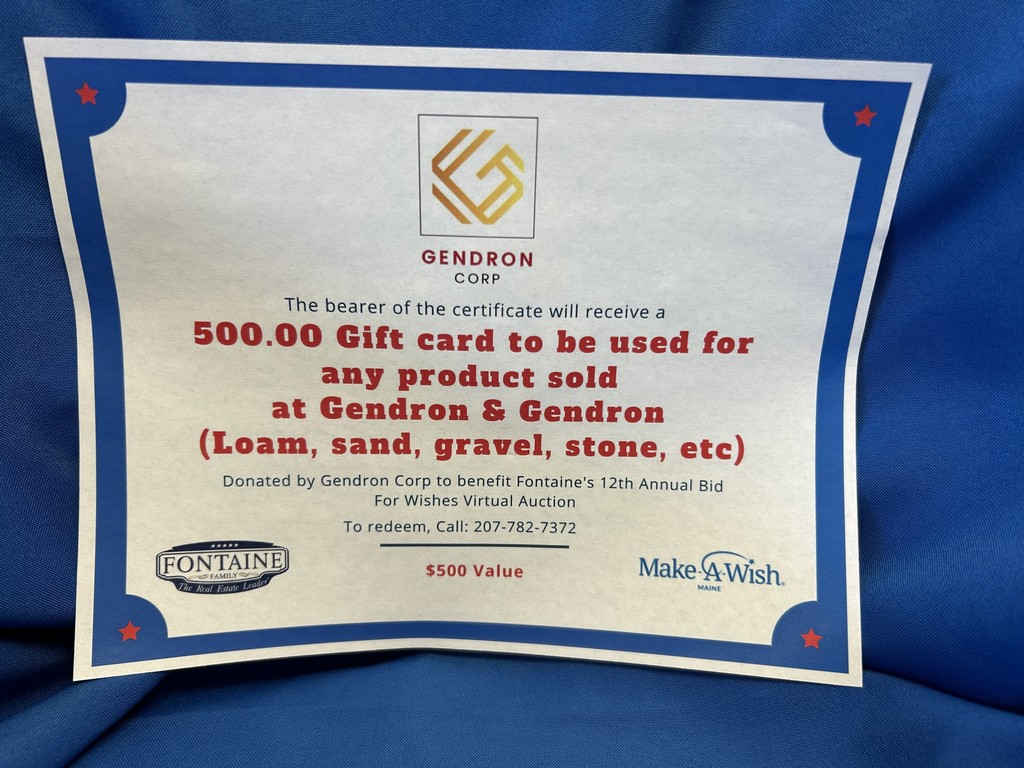 GENDRON
CORP
The bearer of the certificate will receive a
500.00 Gift card to be used for
any product sold
at Gendron & Gendron
(Loam, sand, gravel, stone, etc)
Donated by Gendron Corp to benefit Fontaine's 12th Annual Bid
For Wishes Virtual Auction
To redeem, Call: 207-782-7372
$500 Value
FONTAINE
FAMILY
The Real Estate Leader
Make-A-Wish®
MAINE